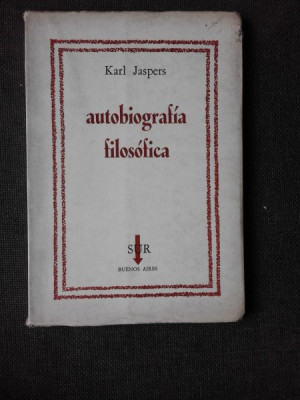 Karl Jaspers
autobiografía
filosófica
SUR
BUENOS AIRES